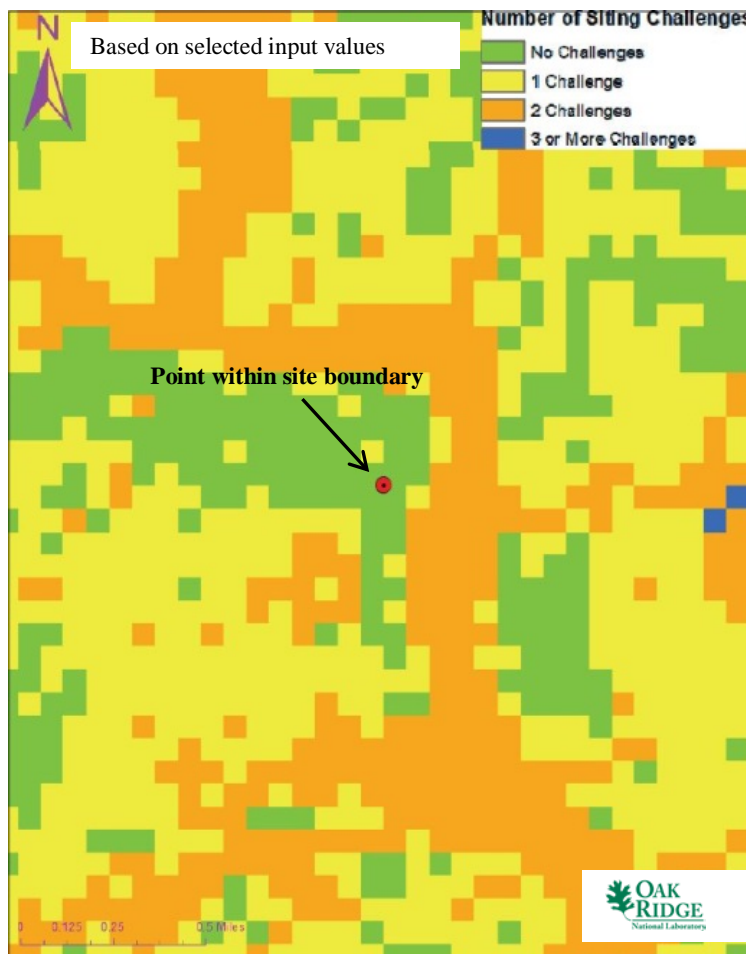 N
Based on selected input values
Number of Siting Challenges
No Challenges
1 Challenge
2 Challenges
3 or More Challenges
Point within site boundary
0 0.125 0.25 0.5 Miles
OAK
RIDGE
National Laboratory